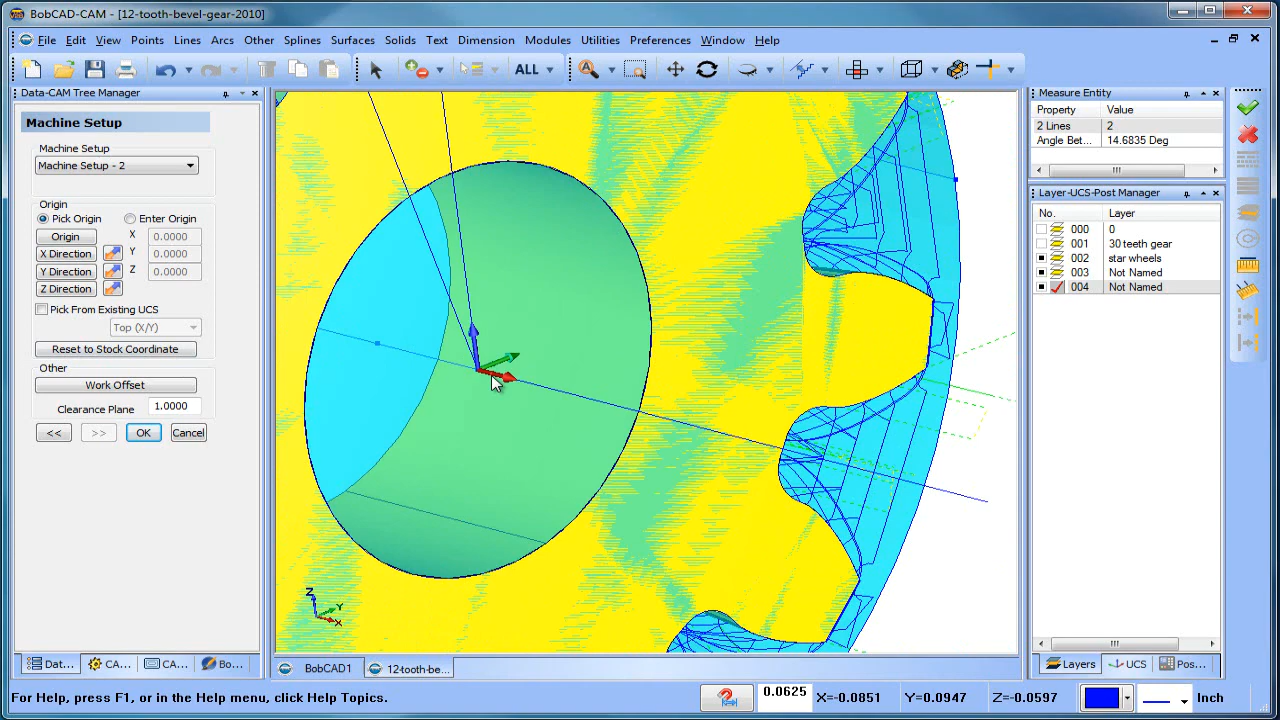 BobCAD-CAM - [12-tooth-bevel-gear-2010]
File Edit View Points Lines Arcs Other Splines Surfaces Solids Text Dimension Modules Utilities Preferences Window Help
ALL
Data-CAM Tree Manager
Machine Setup
Machine Setup
Machine Setup - 2
Origin
Pick Origin Enter Origin
Origin X 0.0000
Direction Y 0.0000
Direction Z 0.0000
Z Direction
Pick From Existing UCS
Top (X/Y)
Reset to Stock Coordinate
Other
Work Offset
Clearance Plane 1.0000
<< >> OK Cancel
Dat... CA... CA... Bo...
Z
Y
X
BobCAD1 12-tooth-be...
Measure Entity
Property Value
2 Lines 2
Angle Bet... 14.6335 Deg
Layer-UCS-Post Manager
No. Layer
000 0
001 30 teeth gear
002 star wheels
003 Not Named
004 Not Named
Layers UCS Pos...
For Help, press F1, or in the Help menu, click Help Topics.
0.0625 X=-0.0851 Y=0.0947 Z=-0.0597 Inch